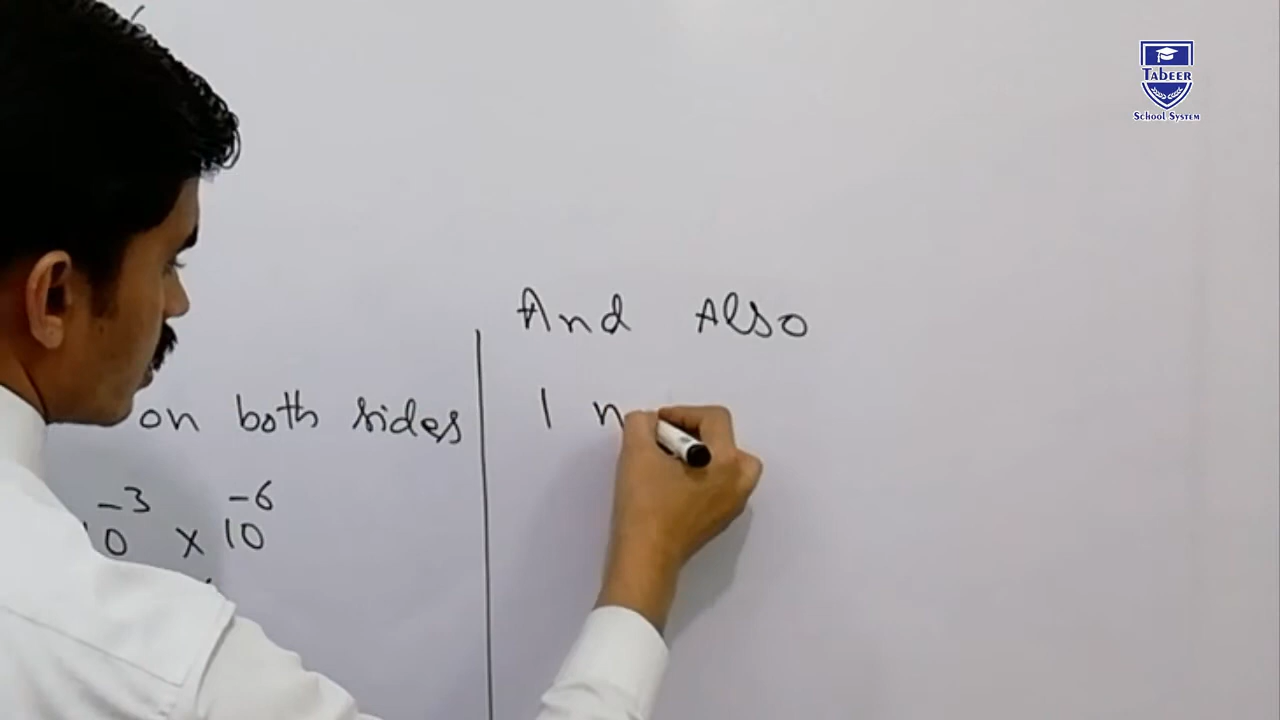 Tabeer
School System
And Also
on both sides
1 n
-3 -6
10 x 10